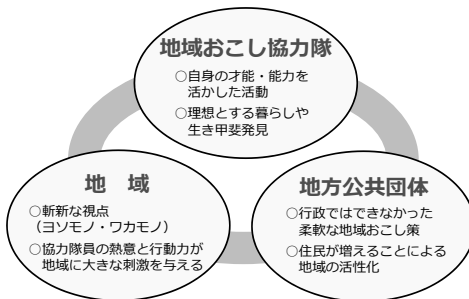 地域おこし協力隊
○自身の才能・能力を
活かした活動
○理想とする暮らしや
生き甲斐発見
地　域
○斬新な視点
（ヨソモノ・ワカモノ）
○協力隊員の熱意と行動力が
地域に大きな刺激を与える
地方公共団体
○行政ではできなかった
柔軟な地域おこし策
○住民が増えることによる
地域の活性化